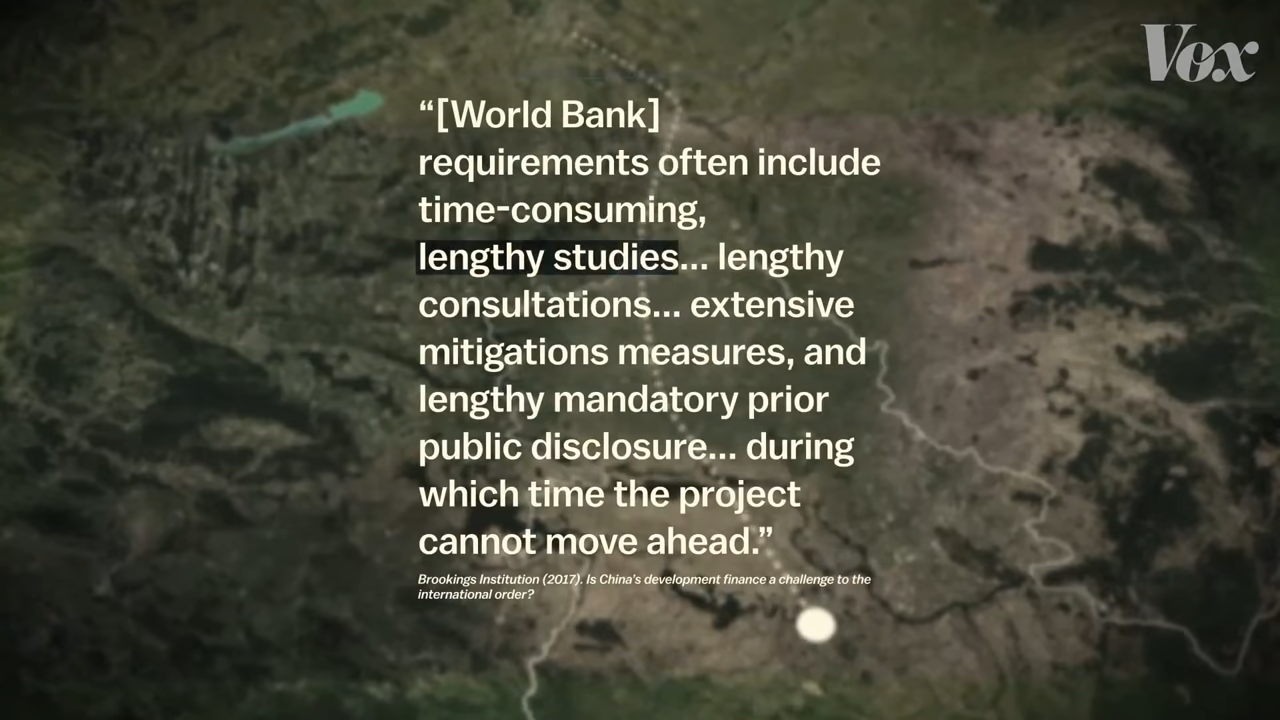 Vox
“[World Bank]
requirements often include
time-consuming,
lengthy studies... lengthy
consultations... extensive
mitigations measures, and
lengthy mandatory prior
public disclosure... during
which time the project
cannot move ahead.”
Brookings Institution (2017). Is China's development finance a challenge to the
international order?